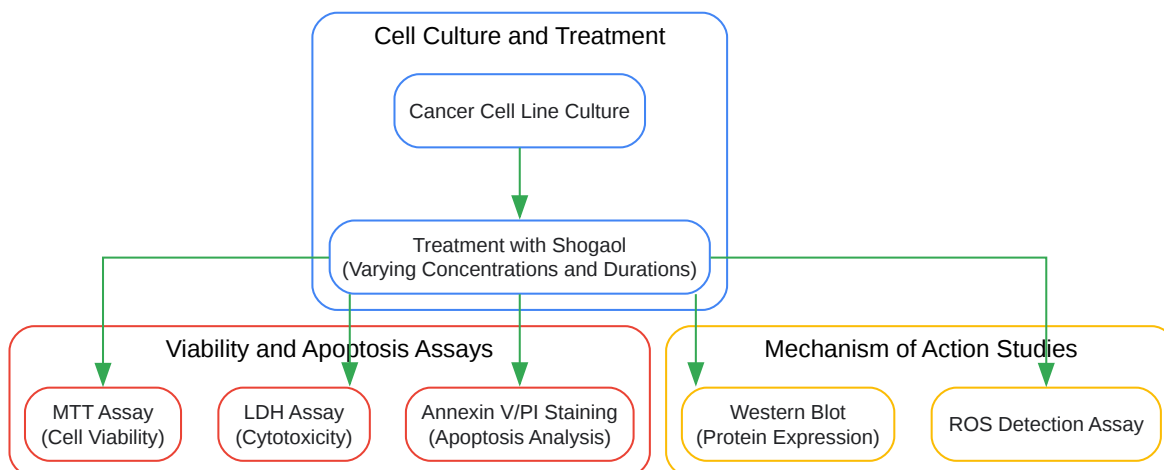 Cell Culture and Treatment
Cancer Cell Line Culture
Treatment with Shogaol
(Varying Concentrations and Durations)
Viability and Apoptosis Assays
MTT Assay
(Cell Viability)
LDH Assay
(Cytotoxicity)
Annexin V/PI Staining
(Apoptosis Analysis)
Mechanism of Action Studies
Western Blot
(Protein Expression)
ROS Detection Assay